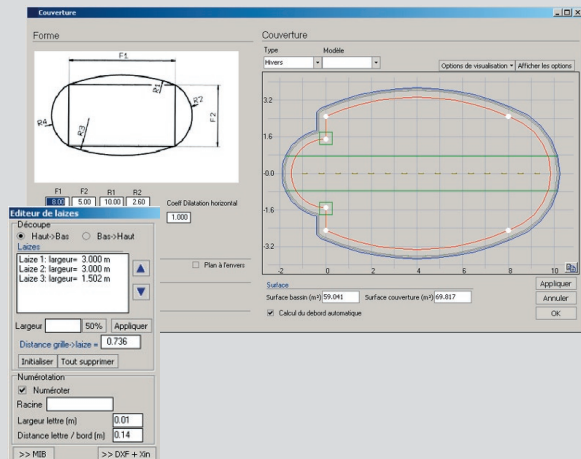 Couverture
Forme
F1
R1
R2
F2
R4
R3
F1 F2 R1 R2
8.00 5.00 10.00 2.60
Coeff Dilatation horizontal
1.000
Plan à l'envers
Couverture
Type Modèle
Hivers
Options de visualisation Afficher les options
3.2
1.6
-0.0
-1.6
-3.2
-2 0 2 4 6 8 10
Surface
Surface bassin (m²) 59.041 Surface couverture (m²) 69.817
Calcul du debord automatique
Appliquer
Annuler
OK
Editeur de laizes
Découpe
Haut->Bas Bas->Haut
Laizes
Laize 1: largeur= 3.000 m
Laize 2: largeur= 3.000 m
Laize 3: largeur= 1.502 m
Largeur 50% Appliquer
Distance grille->laize = 0.736
Initialiser Tout supprimer
Numérotation
Numéroter
Racine
Largeur lettre (m) 0.01
Distance lettre / bord (m) 0.14
>> MIB >> DXF + Xin